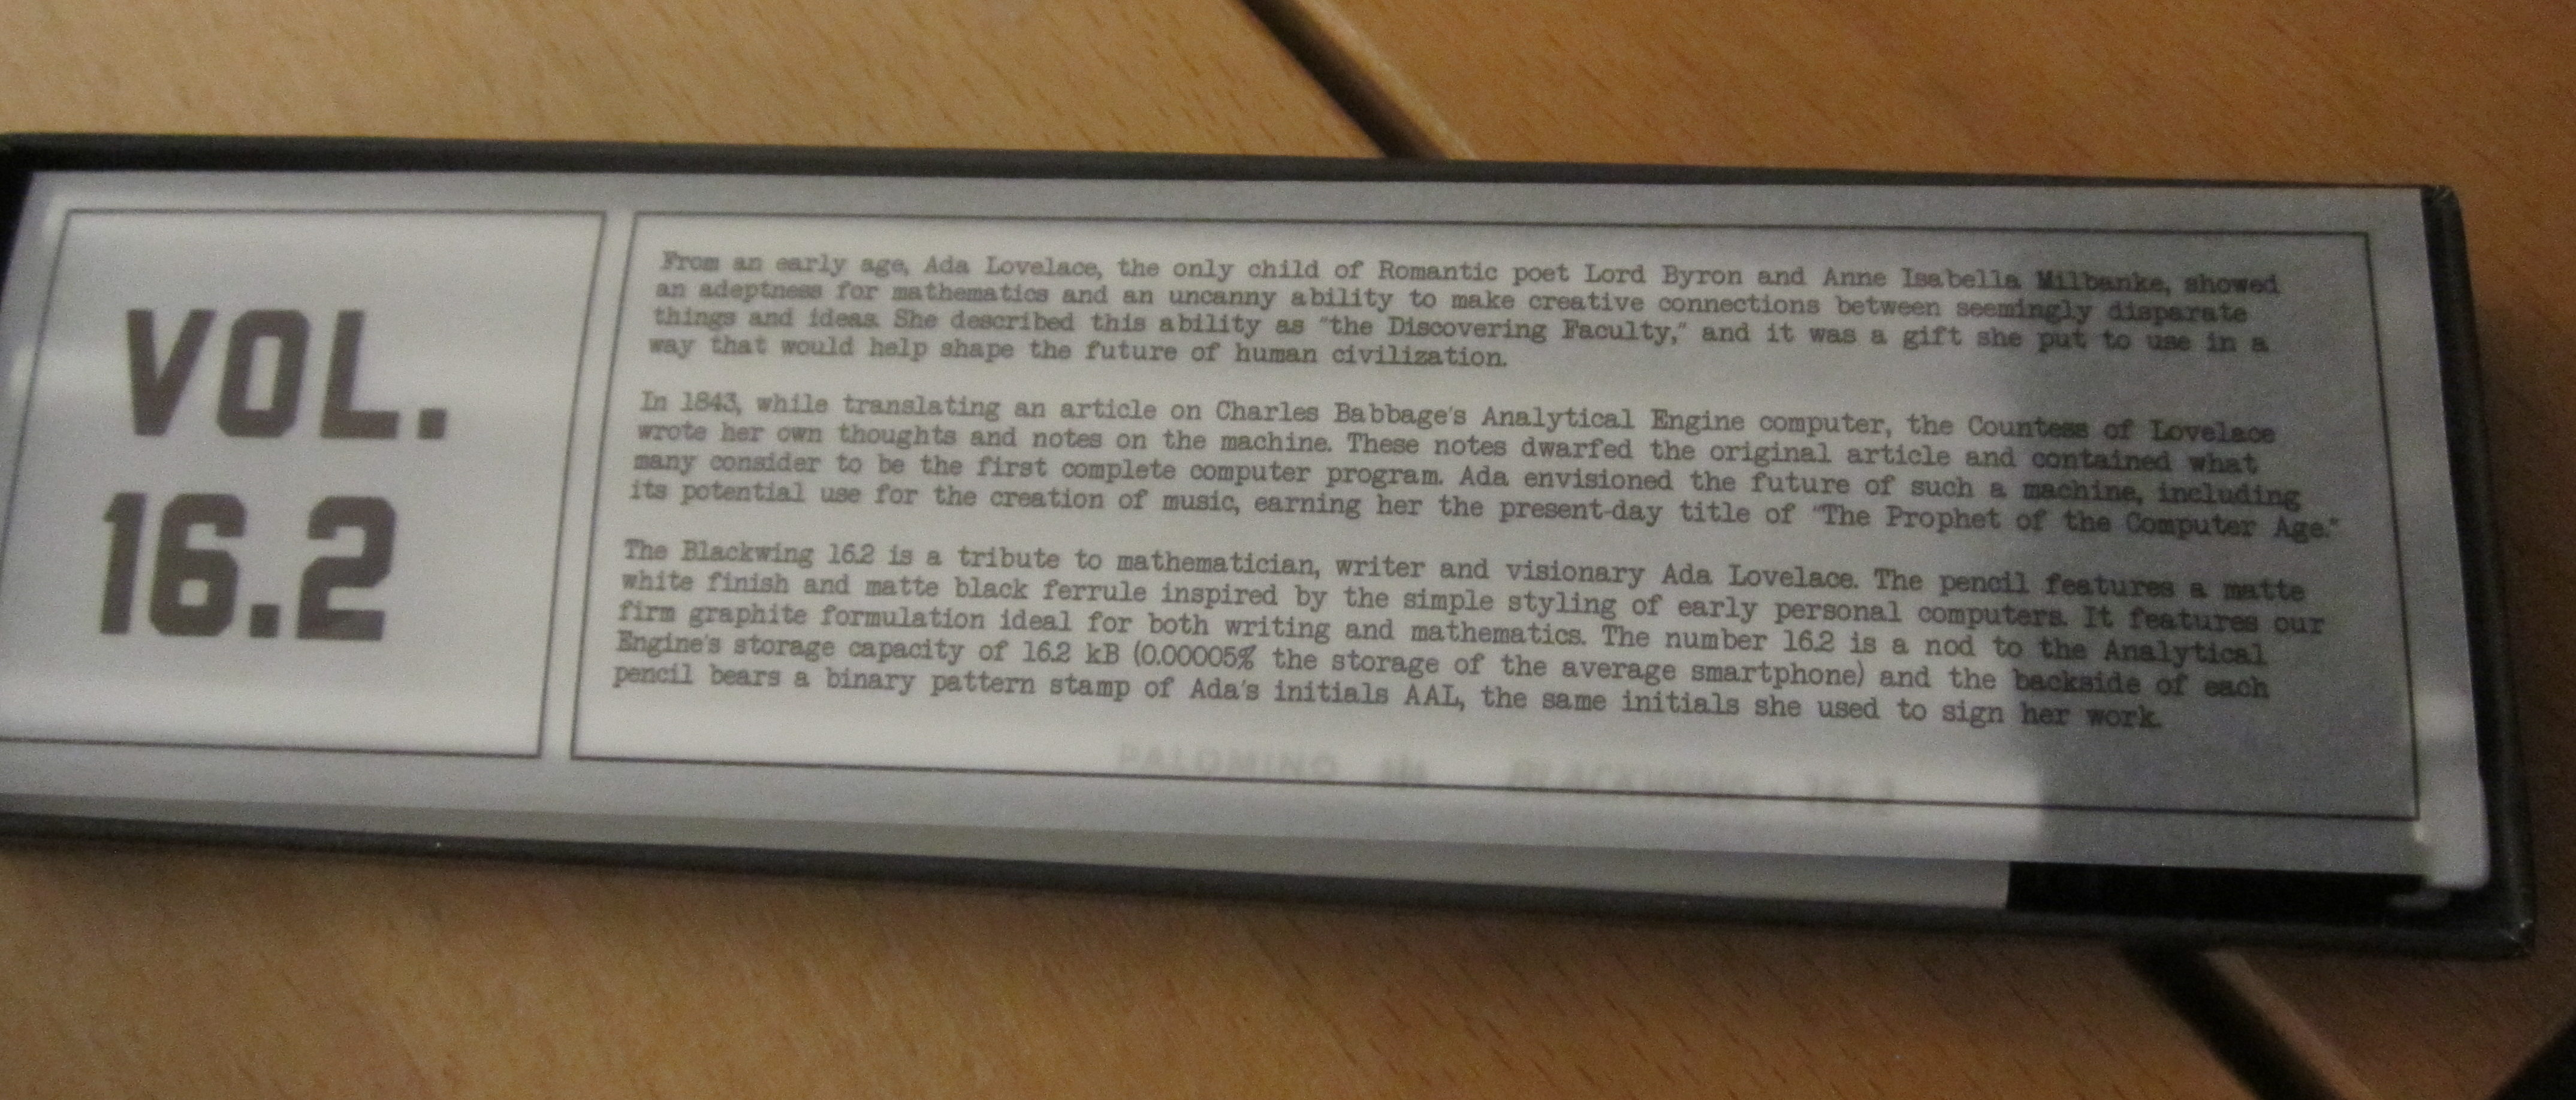 VOL.
16.2
From an early age, Ada Lovelace, the only child of Romantic poet Lord Byron and Anne Isabella Milbanke, showed
an adeptness for mathematics and an uncanny ability to make creative connections between seemingly disparate
things and ideas. She described this ability as "the Discovering Faculty," and it was a gift she put to use in a
way that would help shape the future of human civilization.
In 1843, while translating an article on Charles Babbage's Analytical Engine computer, the Countess of Lovelace
wrote her own thoughts and notes on the machine. These notes dwarfed the original article and contained what
many consider to be the first complete computer program. Ada envisioned the future of such a machine, including
its potential use for the creation of music, earning her the present-day title of "The Prophet of the Computer Age."
The Blackwing 16.2 is a tribute to mathematician, writer and visionary Ada Lovelace. The pencil features a matte
white finish and matte black ferrule inspired by the simple styling of early personal computers. It features our
firm graphite formulation ideal for both writing and mathematics. The number 16.2 is a nod to the Analytical
Engine's storage capacity of 16.2 kB (0.00005% the storage of the average smartphone) and the backside of each
pencil bears a binary pattern stamp of Ada's initials AAL, the same initials she used to sign her work.
PALOMINO BLACKWING 16.2